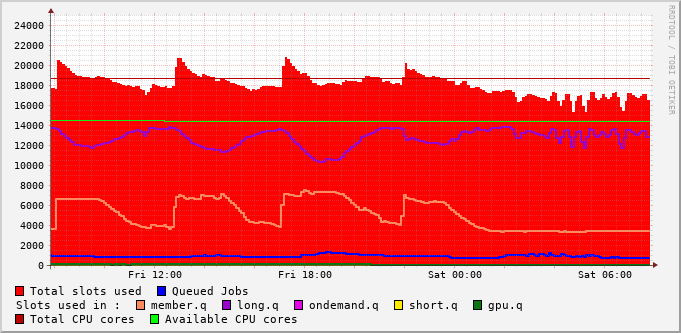 RRDTOOL / TOBI OETIKER
24000
22000
20000
18000
16000
14000
12000
10000
8000
6000
4000
2000
0
Fri 12:00 Fri 18:00 Sat 00:00 Sat 06:00
Total slots used Queued Jobs
Slots used in : member.q long.q ondemand.q short.q gpu.q
Total CPU cores Available CPU cores